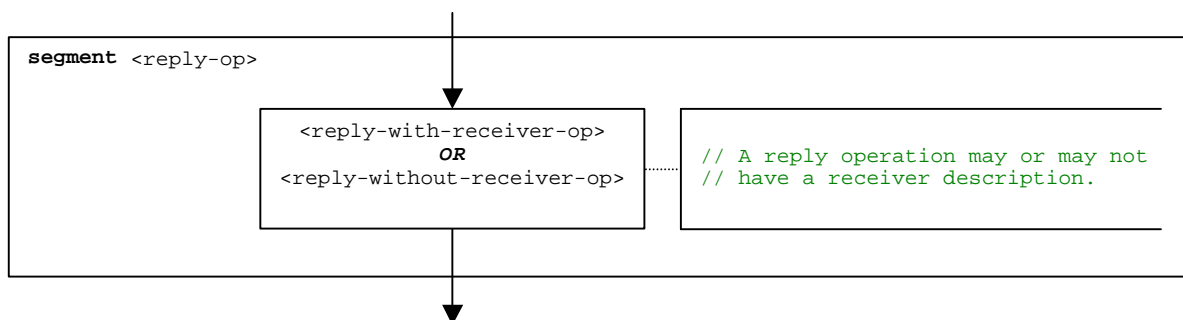 segment <reply-op>
<reply-with-receiver-op>
OR
<reply-without-receiver-op>
// A reply operation may or may not
// have a receiver description.